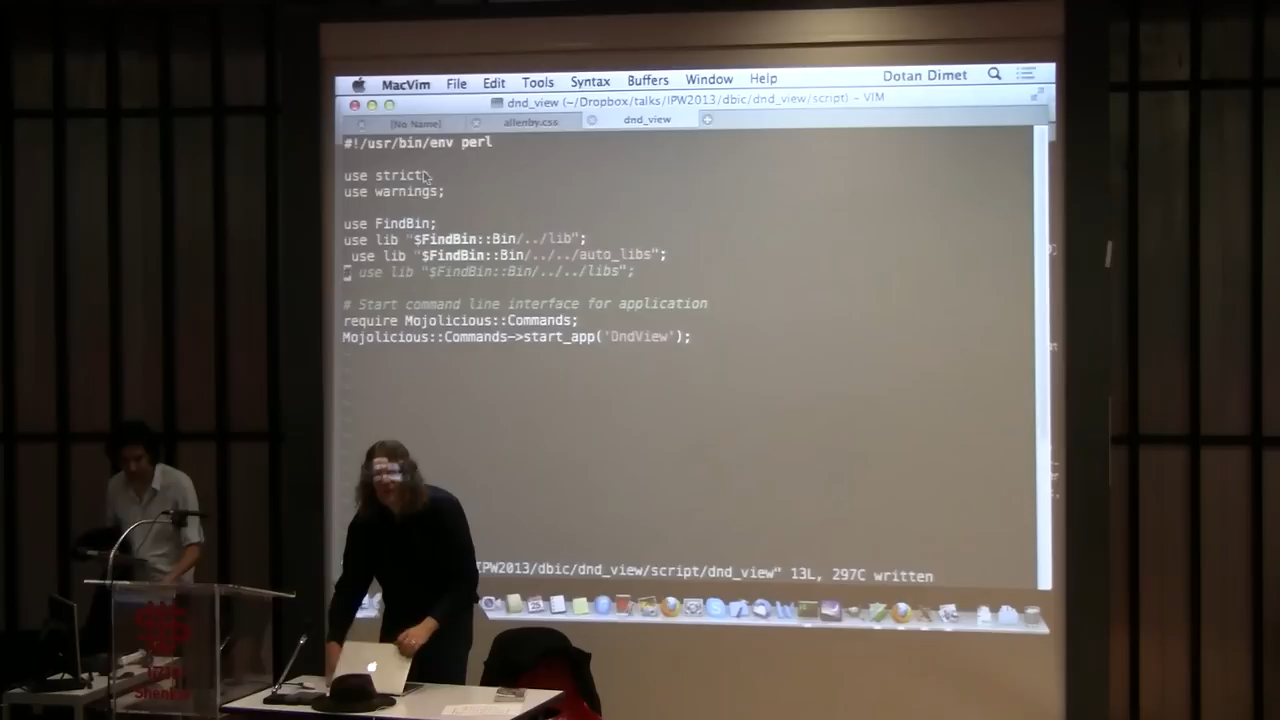 MacVim File Edit Tools Syntax Buffers Window Help Dotan Dimet
dnd_view (~/Dropbox/talks/IPW2013/dbic/dnd_view/script) - VIM
[No Name] allenby.css dnd_view
#!/usr/bin/env perl
use strict;
use warnings;
use FindBin;
use lib "$FindBin::Bin/../lib";
use lib "$FindBin::Bin/../../auto_libs";
# use lib "$FindBin::Bin/../../libs";
# Start command line interface for application
require Mojolicious::Commands;
Mojolicious::Commands->start_app('DndView');
IPW2013/dbic/dnd_view/script/dnd_view" 13L, 297C written
שנקר
Shenkar